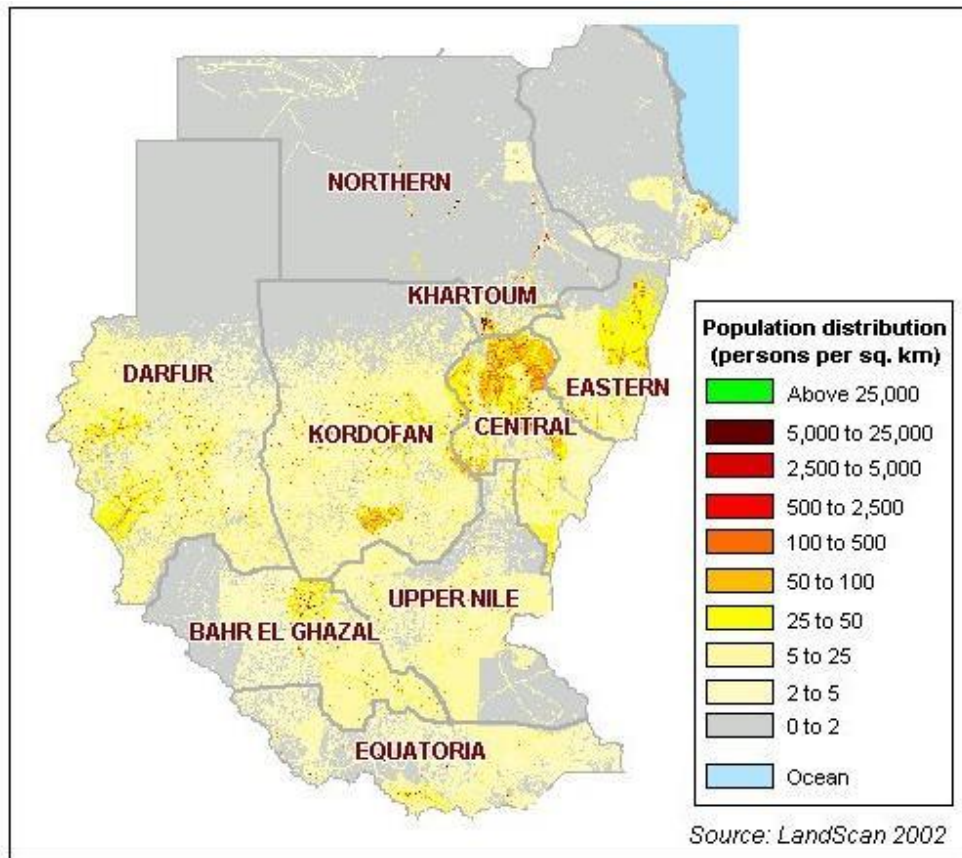 NORTHERN
KHARTOUM
DARFUR
EASTERN
KORDOFAN
CENTRAL
UPPER NILE
BAHR EL GHAZAL
EQUATORIA
Population distribution
(persons per sq. km)
Above 25,000
5,000 to 25,000
2,500 to 5,000
500 to 2,500
100 to 500
50 to 100
25 to 50
5 to 25
2 to 5
0 to 2
Ocean
Source: LandScan 2002